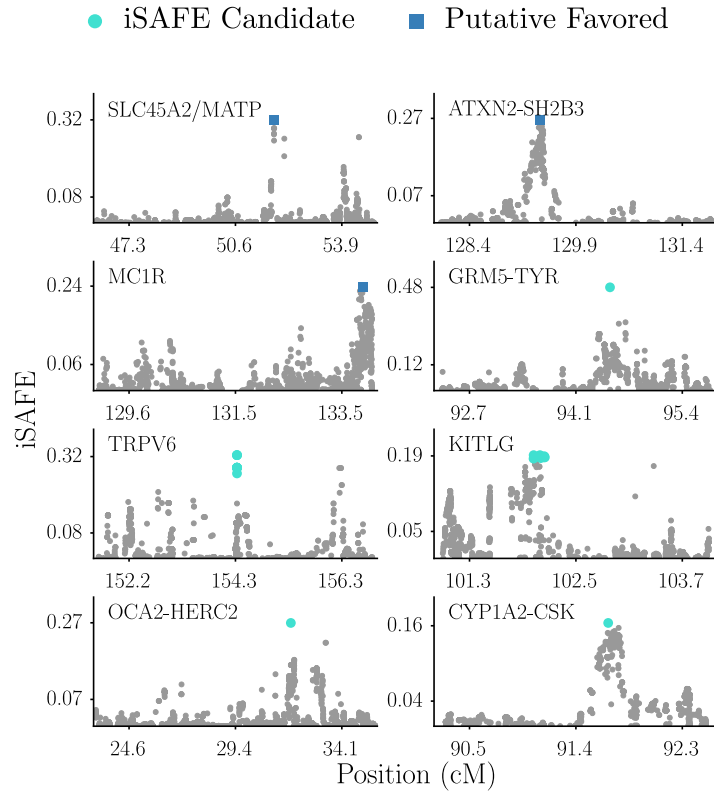 iSAFE Candidate Putative Favored
SLC45A2/MATP
0.32
0.08
47.3 50.6 53.9
ATXN2-SH2B3
0.27
0.07
128.4 129.9 131.4
MC1R
0.24
0.06
129.6 131.5 133.5
GRM5-TYR
0.48
0.12
92.7 94.1 95.4
TRPV6
0.32
0.08
152.2 154.3 156.3
KITLG
0.19
0.05
101.3 102.5 103.7
OCA2-HERC2
0.27
0.07
24.6 29.4 34.1
CYP1A2-CSK
0.16
0.04
90.5 91.4 92.3
iSAFE
Position (cM)